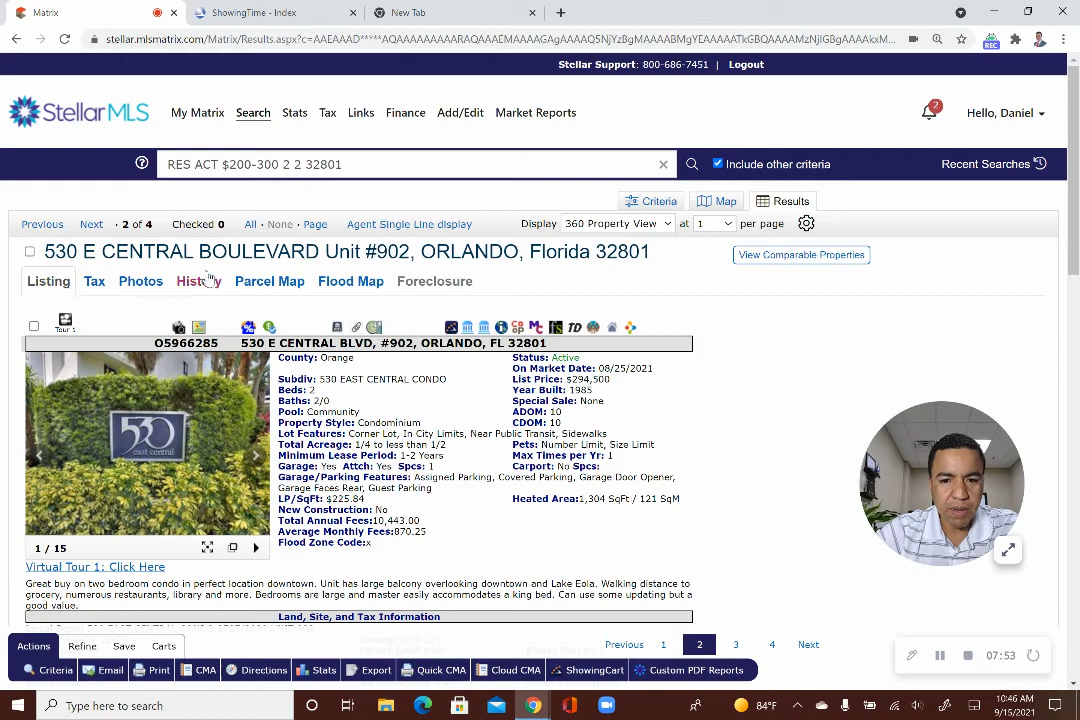 Matrix
ShowingTime - Index
New Tab
stellar.mlsmatrix.com/Matrix/Results.aspx?c=AAEAAAD*****AQAAAAAAAAARAQAAAEMAAAAGAgAAAAQ5NjYzBgMAAAABMgYEAAAAATkGBQAAAAMzNjIGBgAAAAkxM...
REC
Stellar Support: 800-686-7451 | Logout
StellarMLS
My Matrix Search Stats Tax Links Finance Add/Edit Market Reports
2
Hello, Daniel
RES ACT $200-300 2 2 32801
Include other criteria
Recent Searches
Criteria Map Results
Previous Next · 2 of 4 Checked 0 All · None · Page Agent Single Line display Display 360 Property View at 1 per page
530 E CENTRAL BOULEVARD Unit #902, ORLANDO, Florida 32801
View Comparable Properties
Listing Tax Photos History Parcel Map Flood Map Foreclosure
Tour 1
O5966285 530 E CENTRAL BLVD, #902, ORLANDO, FL 32801
County: Orange Status: Active
On Market Date: 08/25/2021
Subdiv: 530 EAST CENTRAL CONDO List Price: $294,500
Beds: 2 Year Built: 1985
Baths: 2/0 Special Sale: None
Pool: Community ADOM: 10
Property Style: Condominium CDOM: 10
Lot Features: Corner Lot, In City Limits, Near Public Transit, Sidewalks
Total Acreage: 1/4 to less than 1/2 Pets: Number Limit, Size Limit
Minimum Lease Period: 1-2 Years Max Times per Yr: 1
Garage: Yes Attch: Yes Spcs: 1 Carport: No Spcs:
Garage/Parking Features: Assigned Parking, Covered Parking, Garage Door Opener,
Garage Faces Rear, Guest Parking
LP/SqFt: $225.84 Heated Area:1,304 SqFt / 121 SqM
New Construction: No
Total Annual Fees:10,443.00
Average Monthly Fees:870.25
Flood Zone Code:x
530
east central
1 / 15
Virtual Tour 1: Click Here
Great buy on two bedroom condo in perfect location downtown. Unit has large balcony overlooking downtown and Lake Eola. Walking distance to
grocery, numerous restaurants, library and more. Bedrooms are large and master easily accommodates a king bed. Can use some updating but a
good value.
Land, Site, and Tax Information
Actions Refine Save Carts
Previous 1 2 3 4 Next
Criteria Email Print CMA Directions Stats Export Quick CMA Cloud CMA ShowingCart Custom PDF Reports
07:53
Type here to search
84°F
10:46 AM
9/15/2021